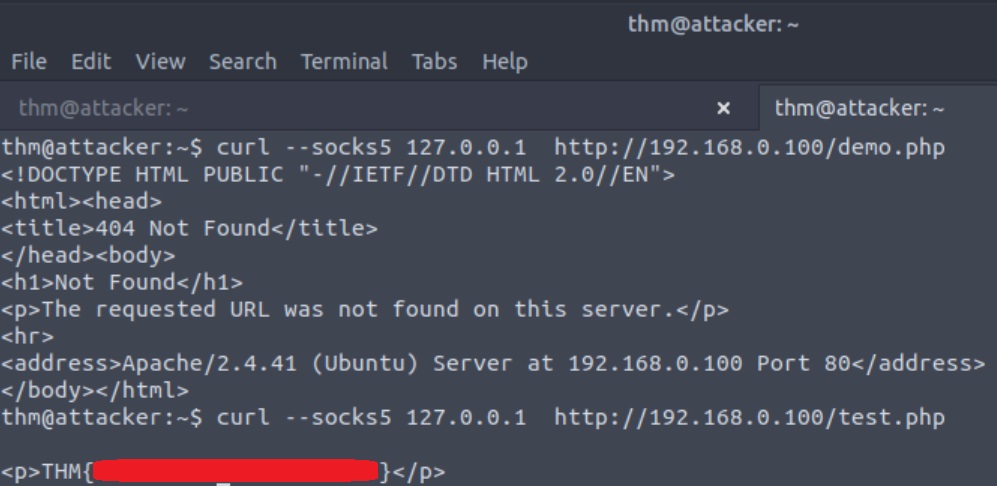 thm@attacker: ~
File Edit View Search Terminal Tabs Help
thm@attacker: ~ × thm@attacker: ~
thm@attacker:~$ curl --socks5 127.0.0.1  http://192.168.0.100/demo.php
<!DOCTYPE HTML PUBLIC "-//IETF//DTD HTML 2.0//EN">
<html><head>
<title>404 Not Found</title>
</head><body>
<h1>Not Found</h1>
<p>The requested URL was not found on this server.</p>
<hr>
<address>Apache/2.4.41 (Ubuntu) Server at 192.168.0.100 Port 80</address>
</body></html>
thm@attacker:~$ curl --socks5 127.0.0.1  http://192.168.0.100/test.php
<p>THM{ }</p>